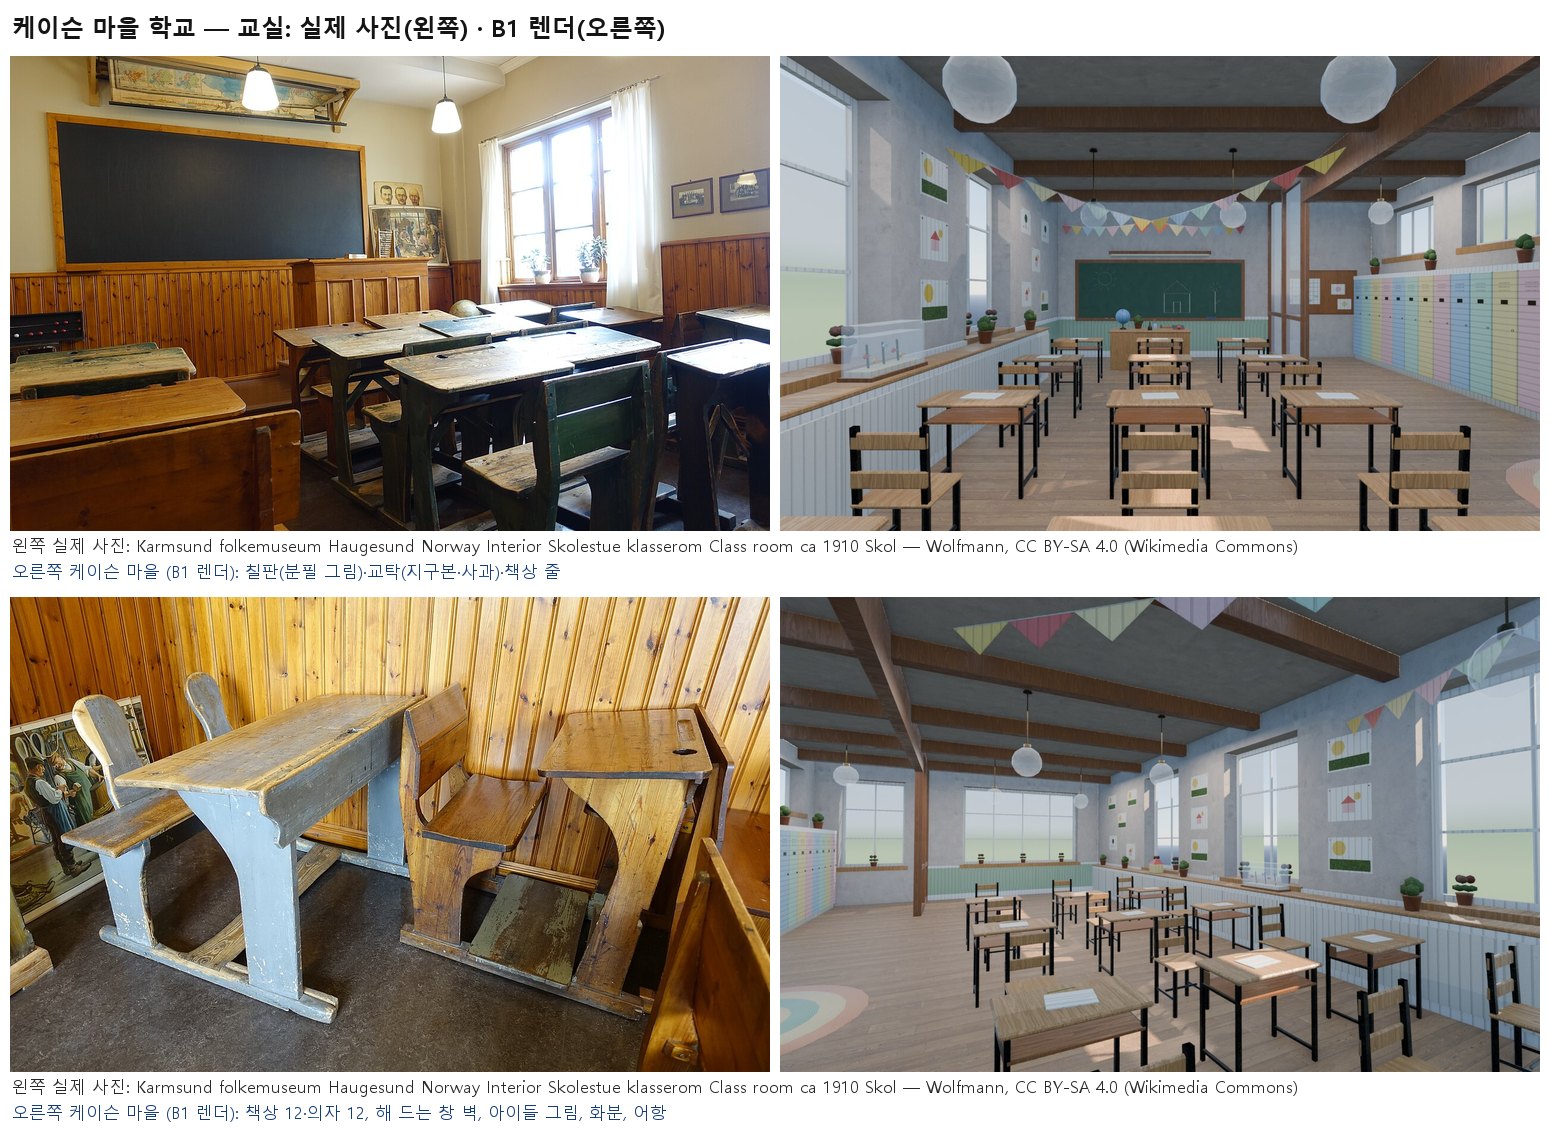 케이슨 마을 학교 — 교실: 실제 사진(왼쪽) · B1 렌더(오른쪽)
왼쪽 실제 사진: Karmsund folkemuseum Haugesund Norway Interior Skolestue klasserom Class room ca 1910 Skol — Wolfmann, CC BY-SA 4.0 (Wikimedia Commons)
오른쪽 케이슨 마을 (B1 렌더): 칠판(분필 그림)·교탁(지구본·사과)·책상 줄
왼쪽 실제 사진: Karmsund folkemuseum Haugesund Norway Interior Skolestue klasserom Class room ca 1910 Skol — Wolfmann, CC BY-SA 4.0 (Wikimedia Commons)
오른쪽 케이슨 마을 (B1 렌더): 책상 12·의자 12, 해 드는 창 벽, 아이들 그림, 화분, 어항